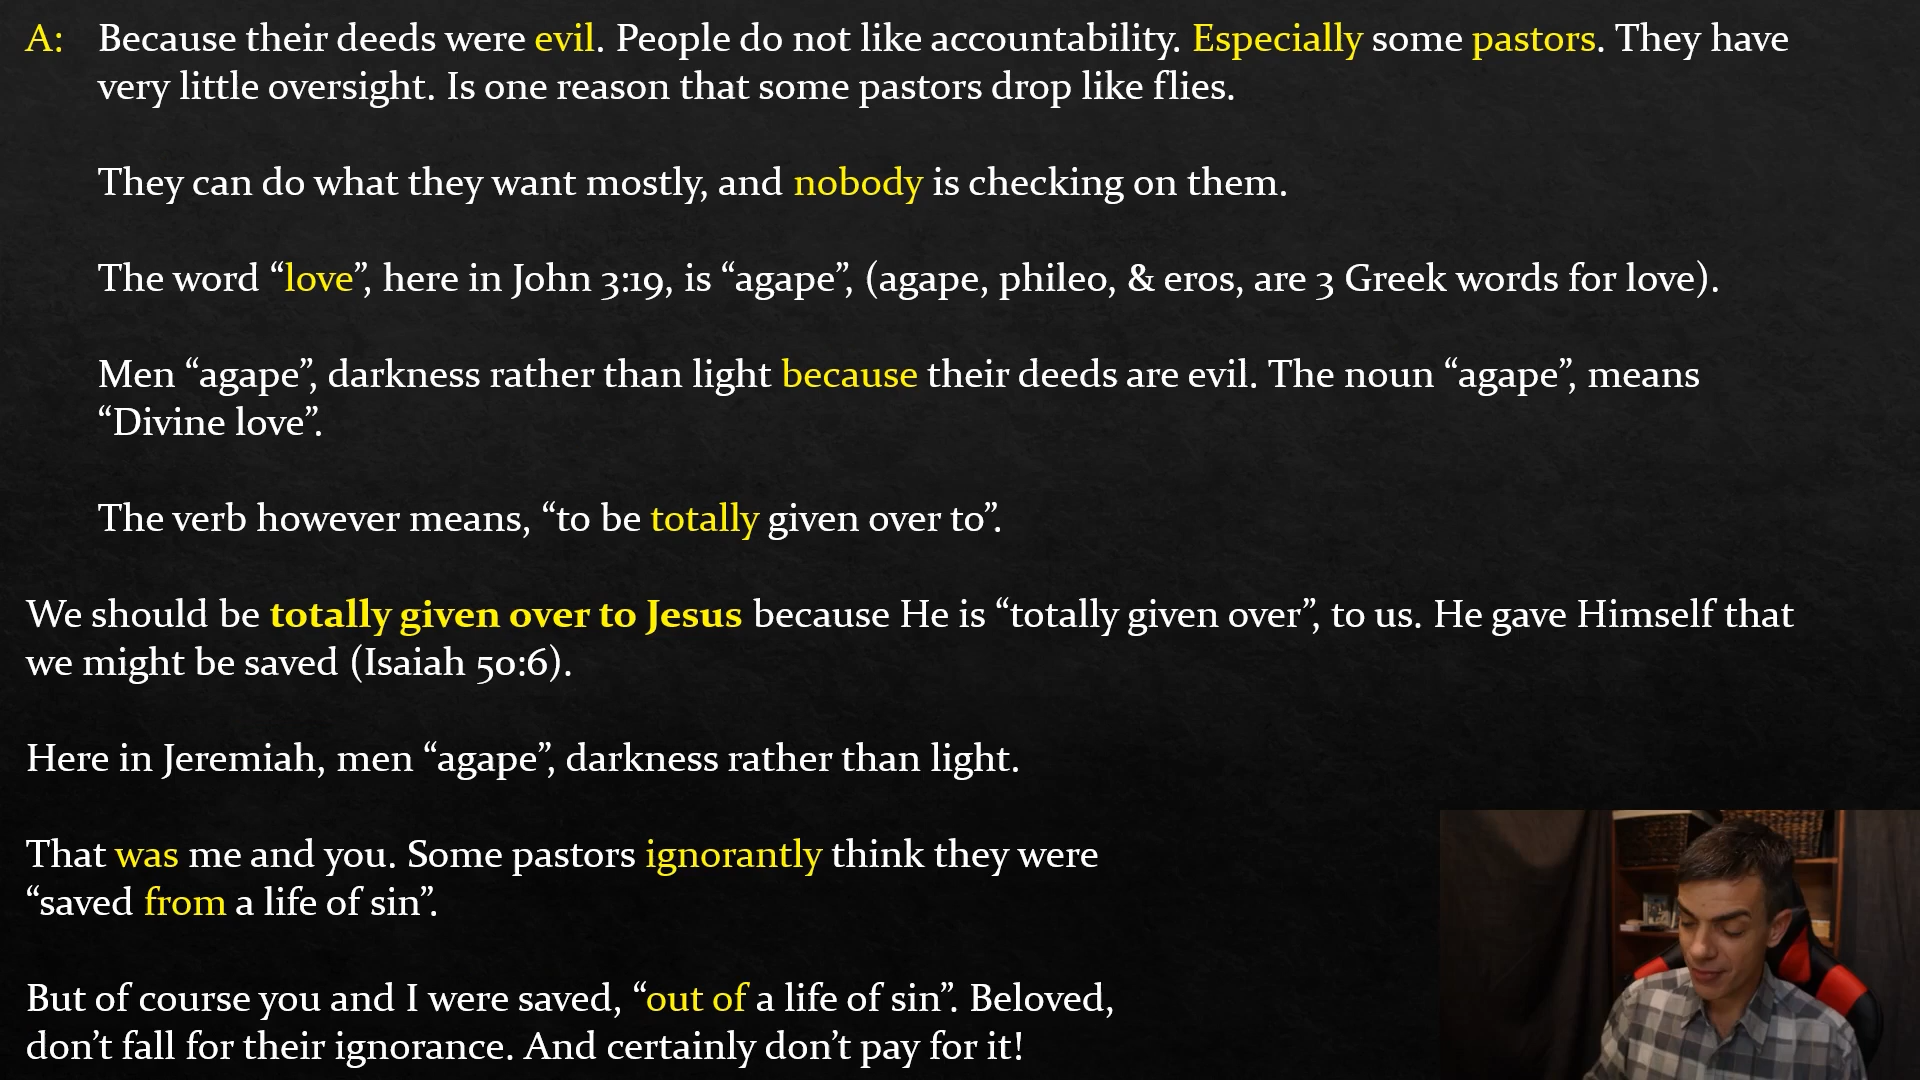 A: Because their deeds were evil. People do not like accountability. Especially some pastors. They have
very little oversight. Is one reason that some pastors drop like flies.
They can do what they want mostly, and nobody is checking on them.
The word “love”, here in John 3:19, is “agape”, (agape, phileo, & eros, are 3 Greek words for love).
Men “agape”, darkness rather than light because their deeds are evil. The noun “agape”, means
“Divine love”.
The verb however means, “to be totally given over to”.
We should be totally given over to Jesus because He is “totally given over”, to us. He gave Himself that
we might be saved (Isaiah 50:6).
Here in Jeremiah, men “agape”, darkness rather than light.
That was me and you. Some pastors ignorantly think they were
“saved from a life of sin”.
But of course you and I were saved, “out of a life of sin”. Beloved,
don’t fall for their ignorance. And certainly don’t pay for it!